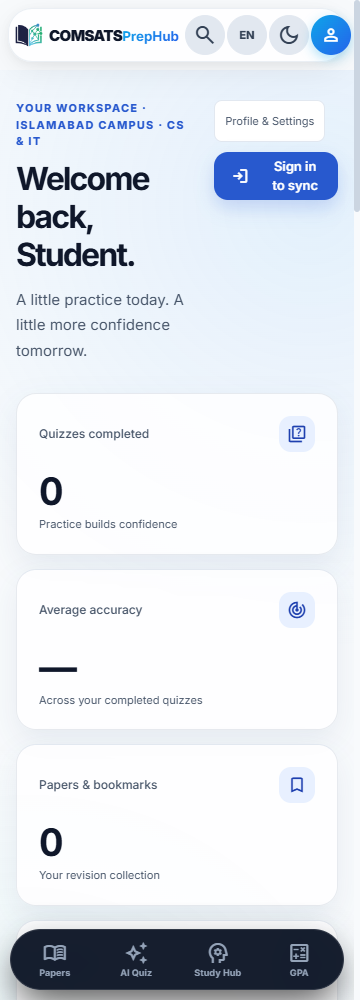 COMSATSPrepHub EN
YOUR WORKSPACE ·
ISLAMABAD CAMPUS · CS
& IT
Welcome
back,
Student.
A little practice today. A
little more confidence
tomorrow.
Profile & Settings
Sign in
to sync
Quizzes completed
0
Practice builds confidence
Average accuracy
—
Across your completed quizzes
Papers & bookmarks
0
Your revision collection
Papers AI Quiz Study Hub GPA